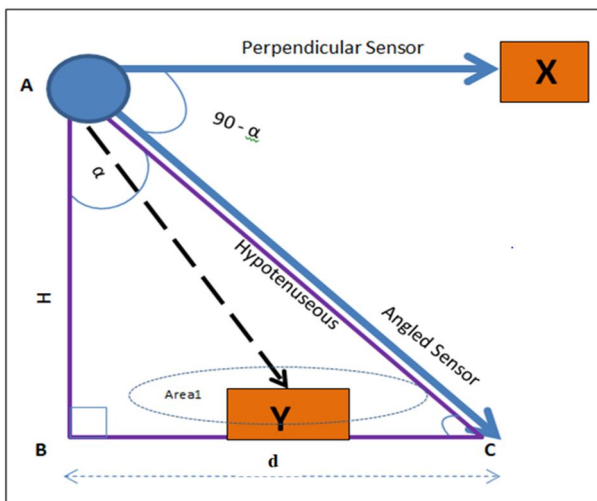 Perpendicular Sensor
X
A
90 - α
α
Hypotenuseous
Angled Sensor
H
Area1
Y
B
C
d